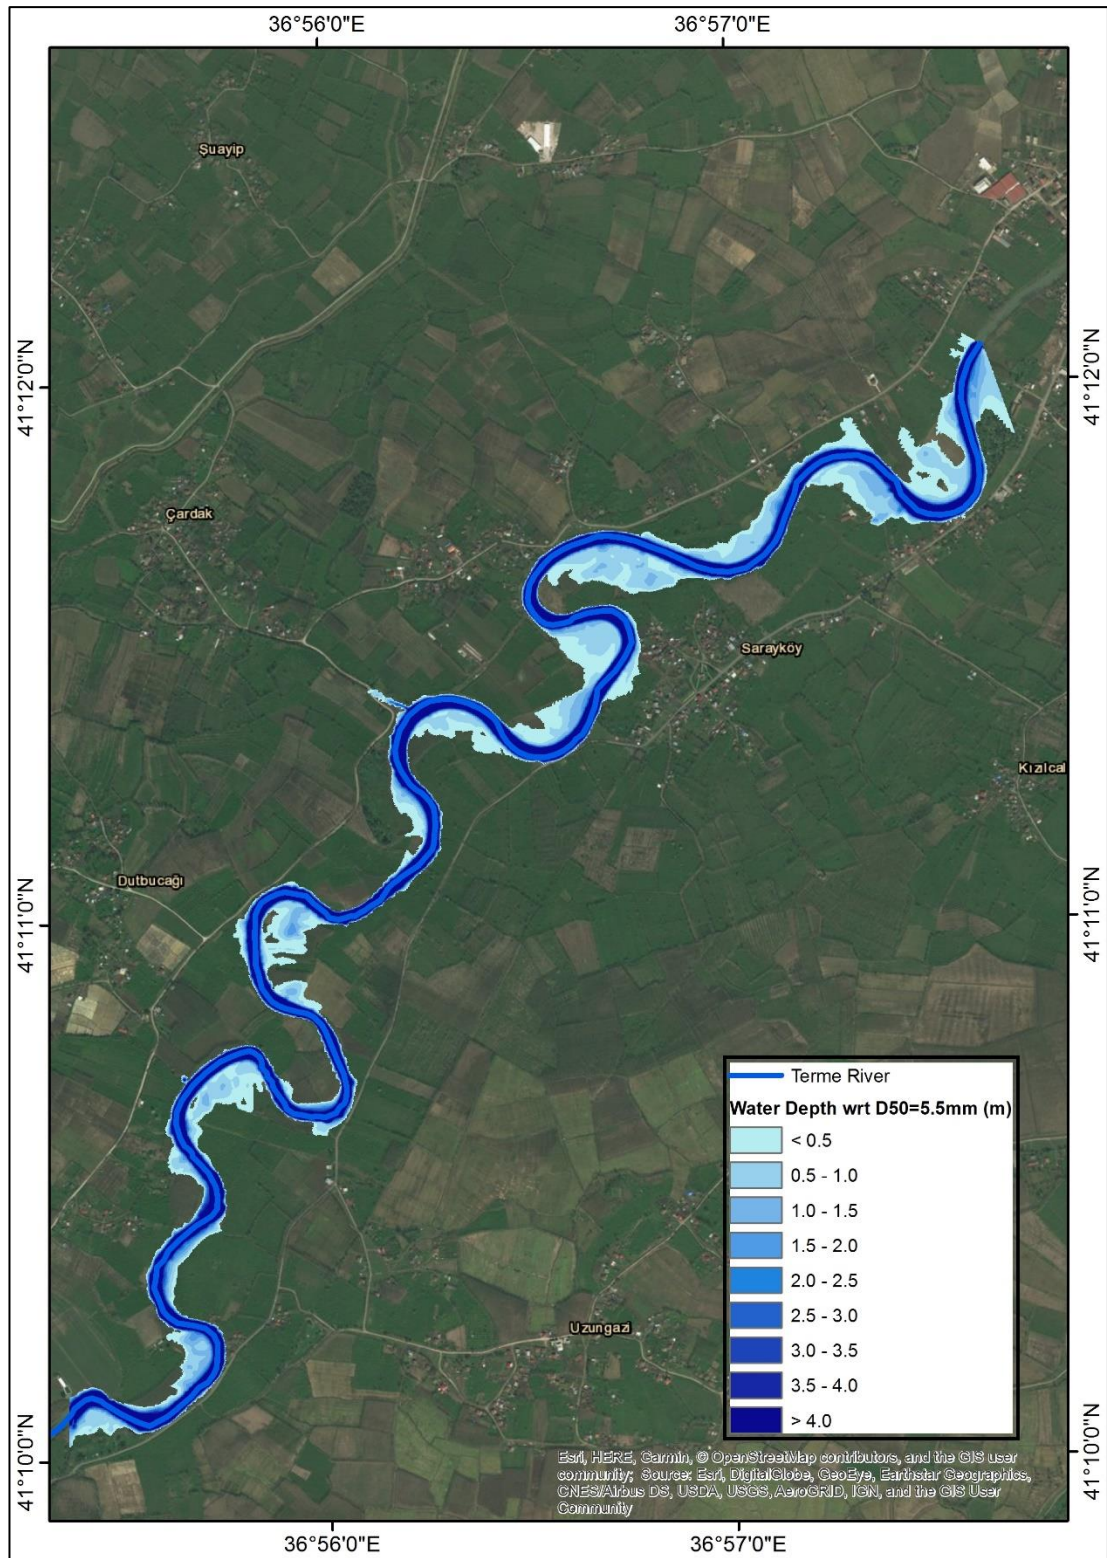 36°56'0"E
36°57'0"E
Şuayip
41°12'0"N
41°12'0"N
Çardak
Sarayköy
Kızılcal
Dutbucağı
41°11'0"N
41°11'0"N
Terme River
Water Depth wrt D50=5.5mm (m)
< 0.5
0.5 - 1.0
1.0 - 1.5
1.5 - 2.0
2.0 - 2.5
2.5 - 3.0
3.0 - 3.5
3.5 - 4.0
> 4.0
Uzungazi
41°10'0"N
41°10'0"N
Esri, HERE, Garmin, © OpenStreetMap contributors, and the GIS user
community; Source: Esri, DigitalGlobe, GeoEye, Earthstar Geographics,
CNES/Airbus DS, USDA, USGS, AeroGRID, IGN, and the GIS User
Community
36°56'0"E
36°57'0"E